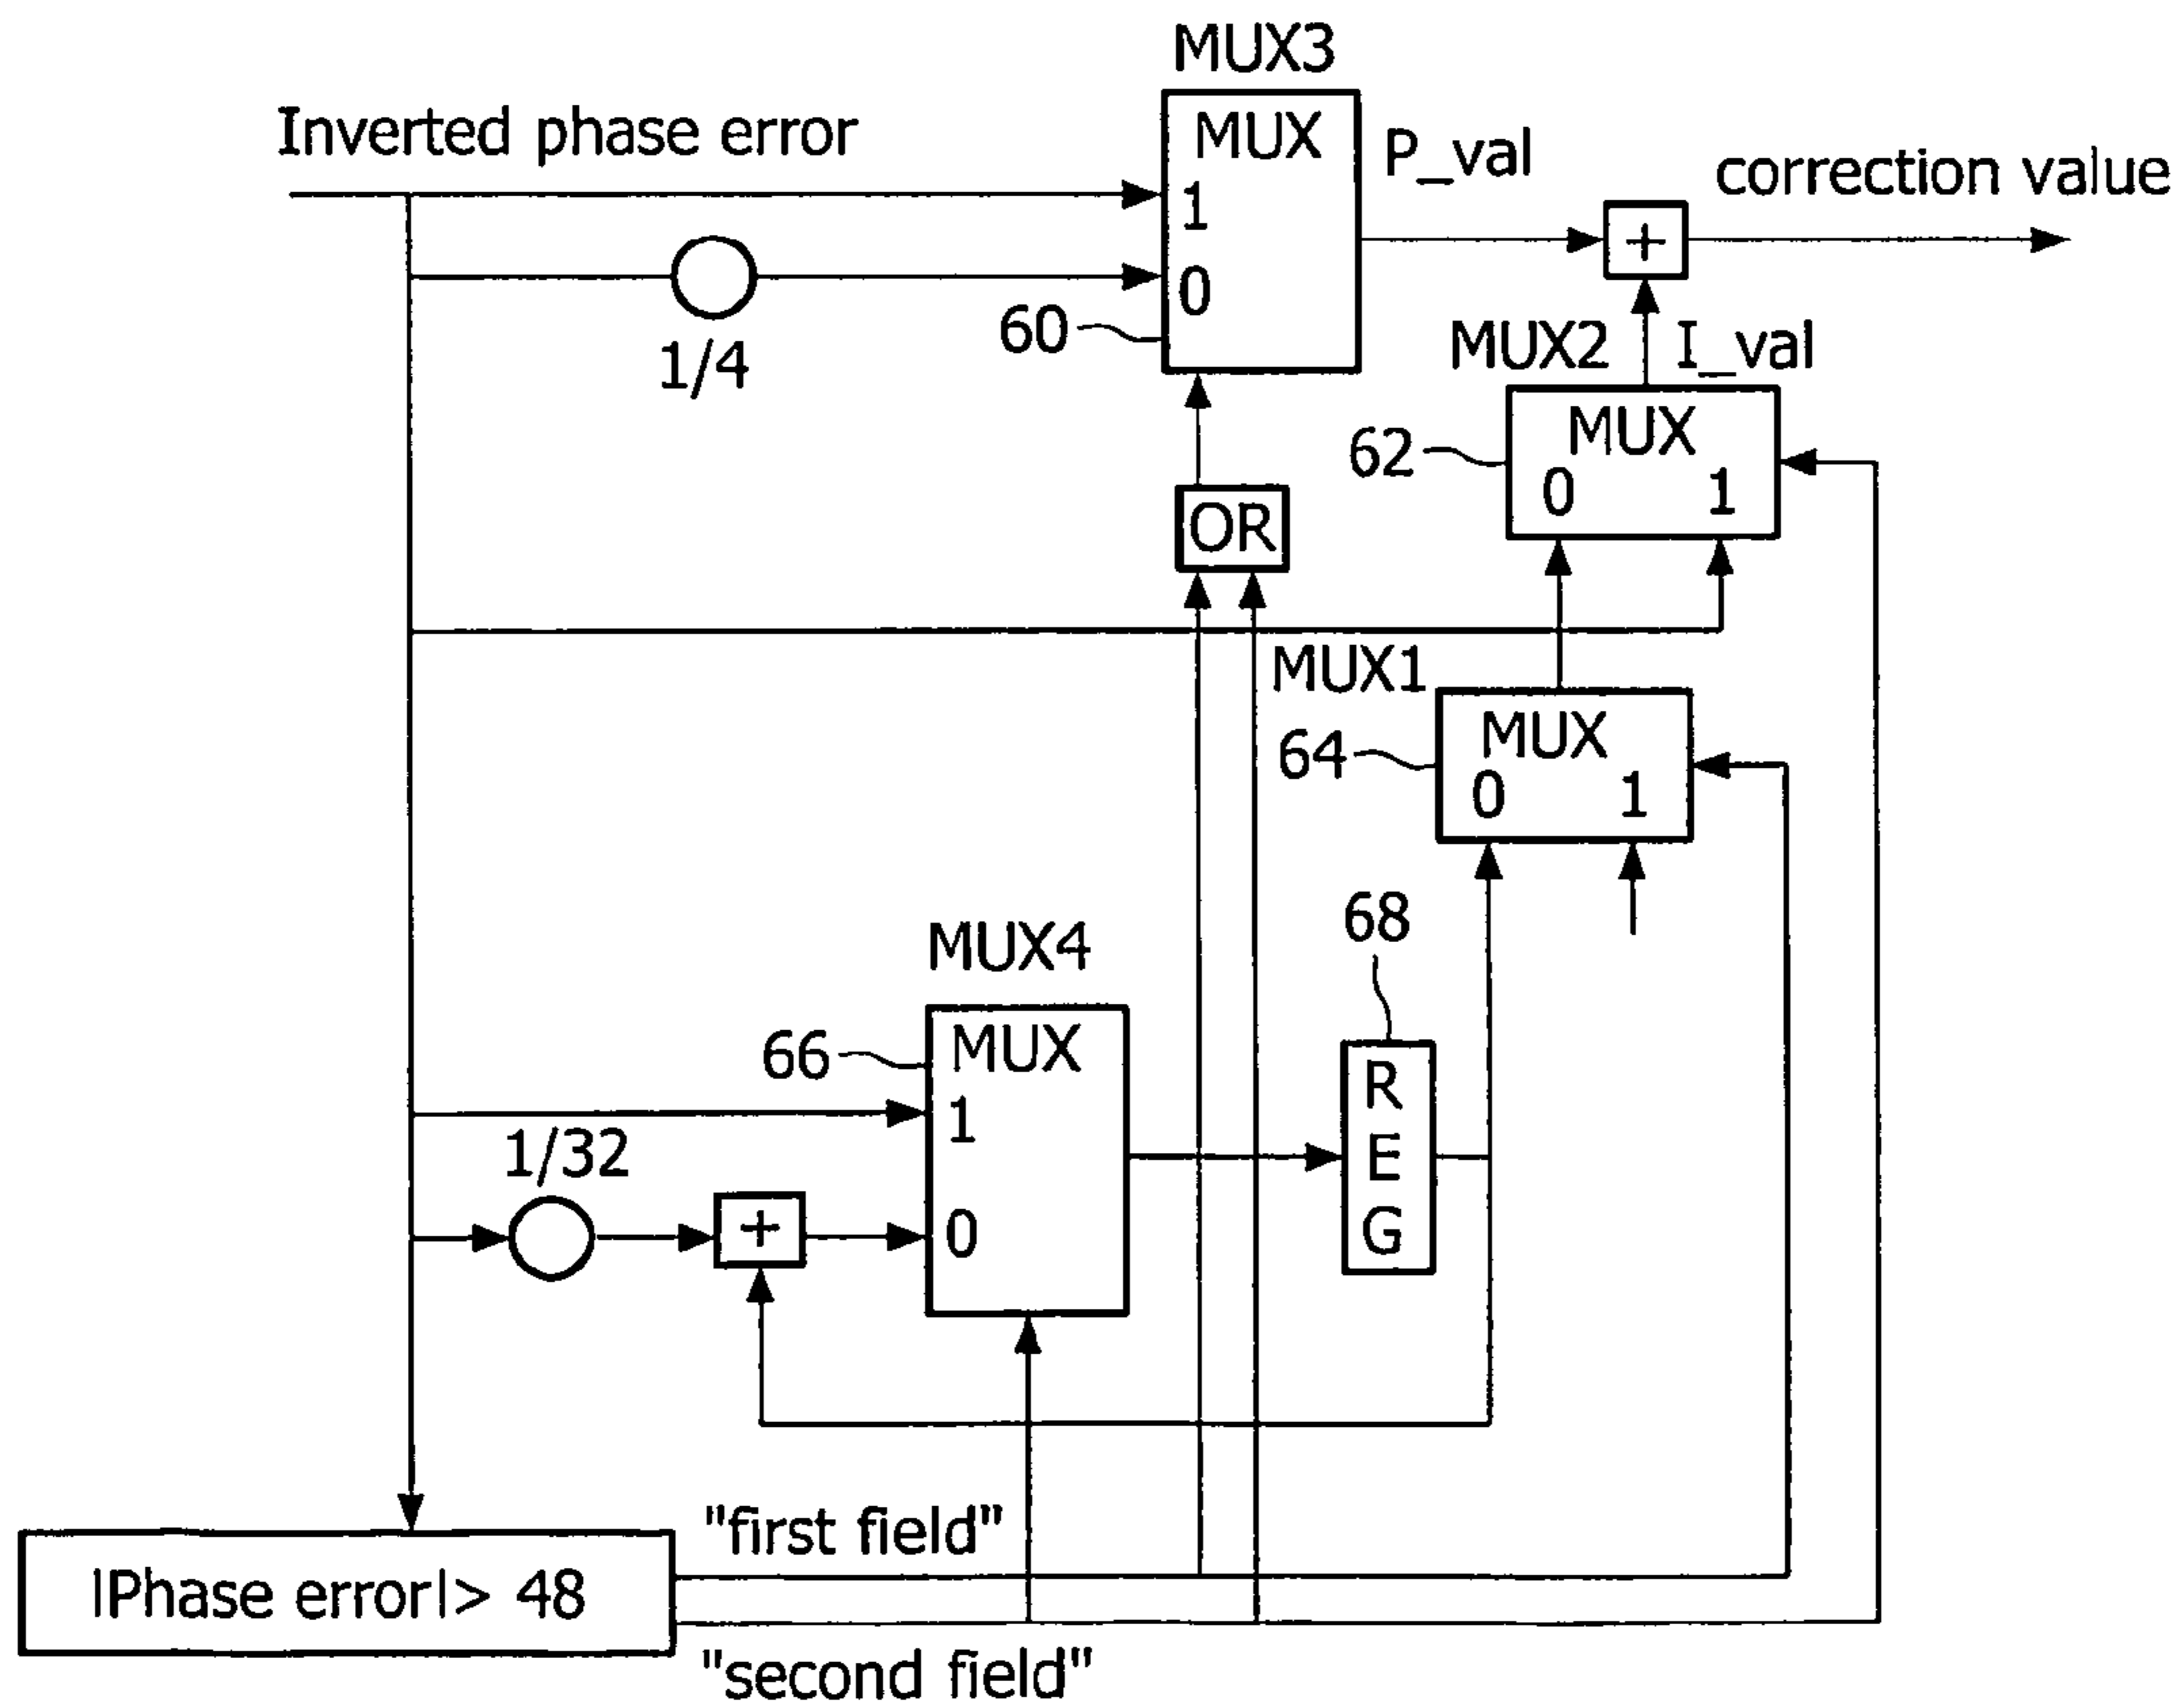 MUX3
Inverted phase error
MUX
1
0
P_val
correction value
+
1/4
60
MUX2
I_val
62
MUX
0 1
OR
MUX1
64
MUX
0 1
68
MUX4
66
MUX
1
0
R
E
G
1/32
+
"first field"
|Phase error|> 48
"second field"